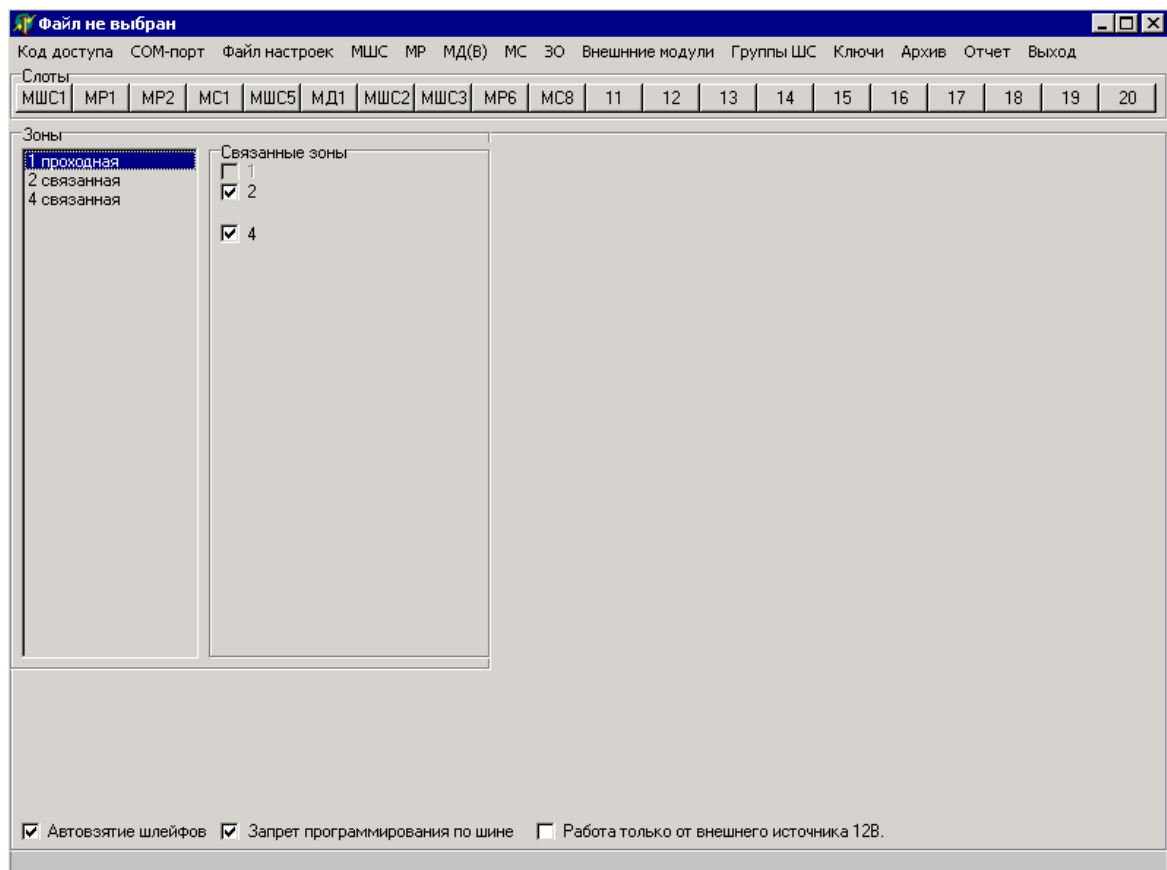 Файл не выбран
Код доступа COM-порт Файл настроек МШС МР МД(В) МС ЗО Внешнние модули Группы ШС Ключи Архив Отчет Выход
Слоты
МШС1 МР1 МР2 МС1 МШС5 МД1 МШС2 МШС3 МР6 МС8 11 12 13 14 15 16 17 18 19 20
Зоны
Связанные зоны
1 проходная
1
2 связанная
2
4 связанная
4
Автовзятие шлейфов Запрет программирования по шине Работа только от внешнего источника 12В.